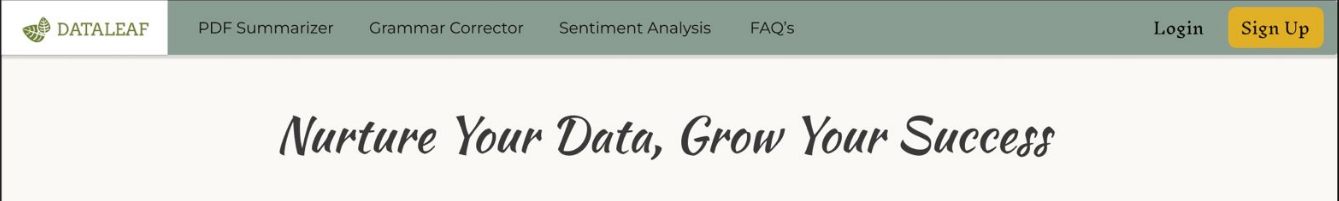 DATALEAF PDF Summarizer Grammar Corrector Sentiment Analysis FAQ's Login Sign Up
Nurture Your Data, Grow Your Success